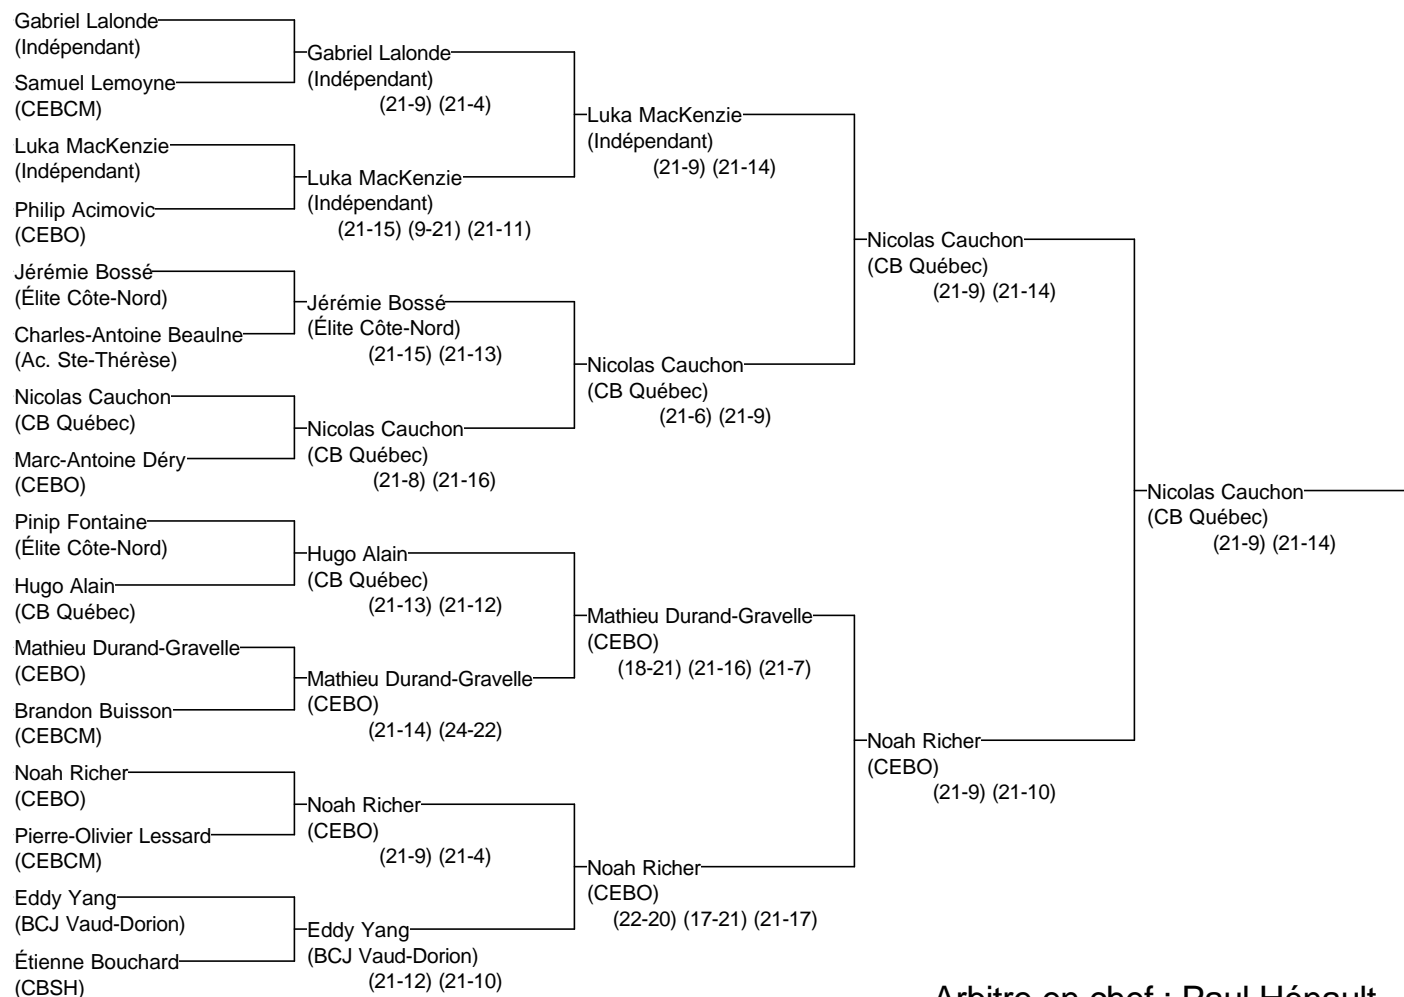 Gabriel Lalonde
(Indépendant)
Samuel Lemoyne
(CEBCM)
Luka MacKenzie
(Indépendant)
Philip Acimovic
(CEBO)
Jérémie Bossé
(Élite Côte-Nord)
Charles-Antoine Beaulne
(Ac. Ste-Thérèse)
Nicolas Cauchon
(CB Québec)
Marc-Antoine Déry
(CEBO)
Pinip Fontaine
(Élite Côte-Nord)
Hugo Alain
(CB Québec)
Mathieu Durand-Gravelle
(CEBO)
Brandon Buisson
(CEBCM)
Noah Richer
(CEBO)
Pierre-Olivier Lessard
(CEBCM)
Eddy Yang
(BCJ Vaud-Dorion)
Étienne Bouchard
(CBSH)
Gabriel Lalonde
(Indépendant)
(21-9) (21-4)
Luka MacKenzie
(Indépendant)
(21-15) (9-21) (21-11)
Jérémie Bossé
(Élite Côte-Nord)
(21-15) (21-13)
Nicolas Cauchon
(CB Québec)
(21-8) (21-16)
Hugo Alain
(CB Québec)
(21-13) (21-12)
Mathieu Durand-Gravelle
(CEBO)
(21-14) (24-22)
Noah Richer
(CEBO)
(21-9) (21-4)
Eddy Yang
(BCJ Vaud-Dorion)
(21-12) (21-10)
Luka MacKenzie
(Indépendant)
(21-9) (21-14)
Nicolas Cauchon
(CB Québec)
(21-6) (21-9)
Mathieu Durand-Gravelle
(CEBO)
(18-21) (21-16) (21-7)
Noah Richer
(CEBO)
(22-20) (17-21) (21-17)
Nicolas Cauchon
(CB Québec)
(21-9) (21-14)
Noah Richer
(CEBO)
(21-9) (21-10)
Nicolas Cauchon
(CB Québec)
(21-9) (21-14)
Arbitre en chef : Paul Hénault